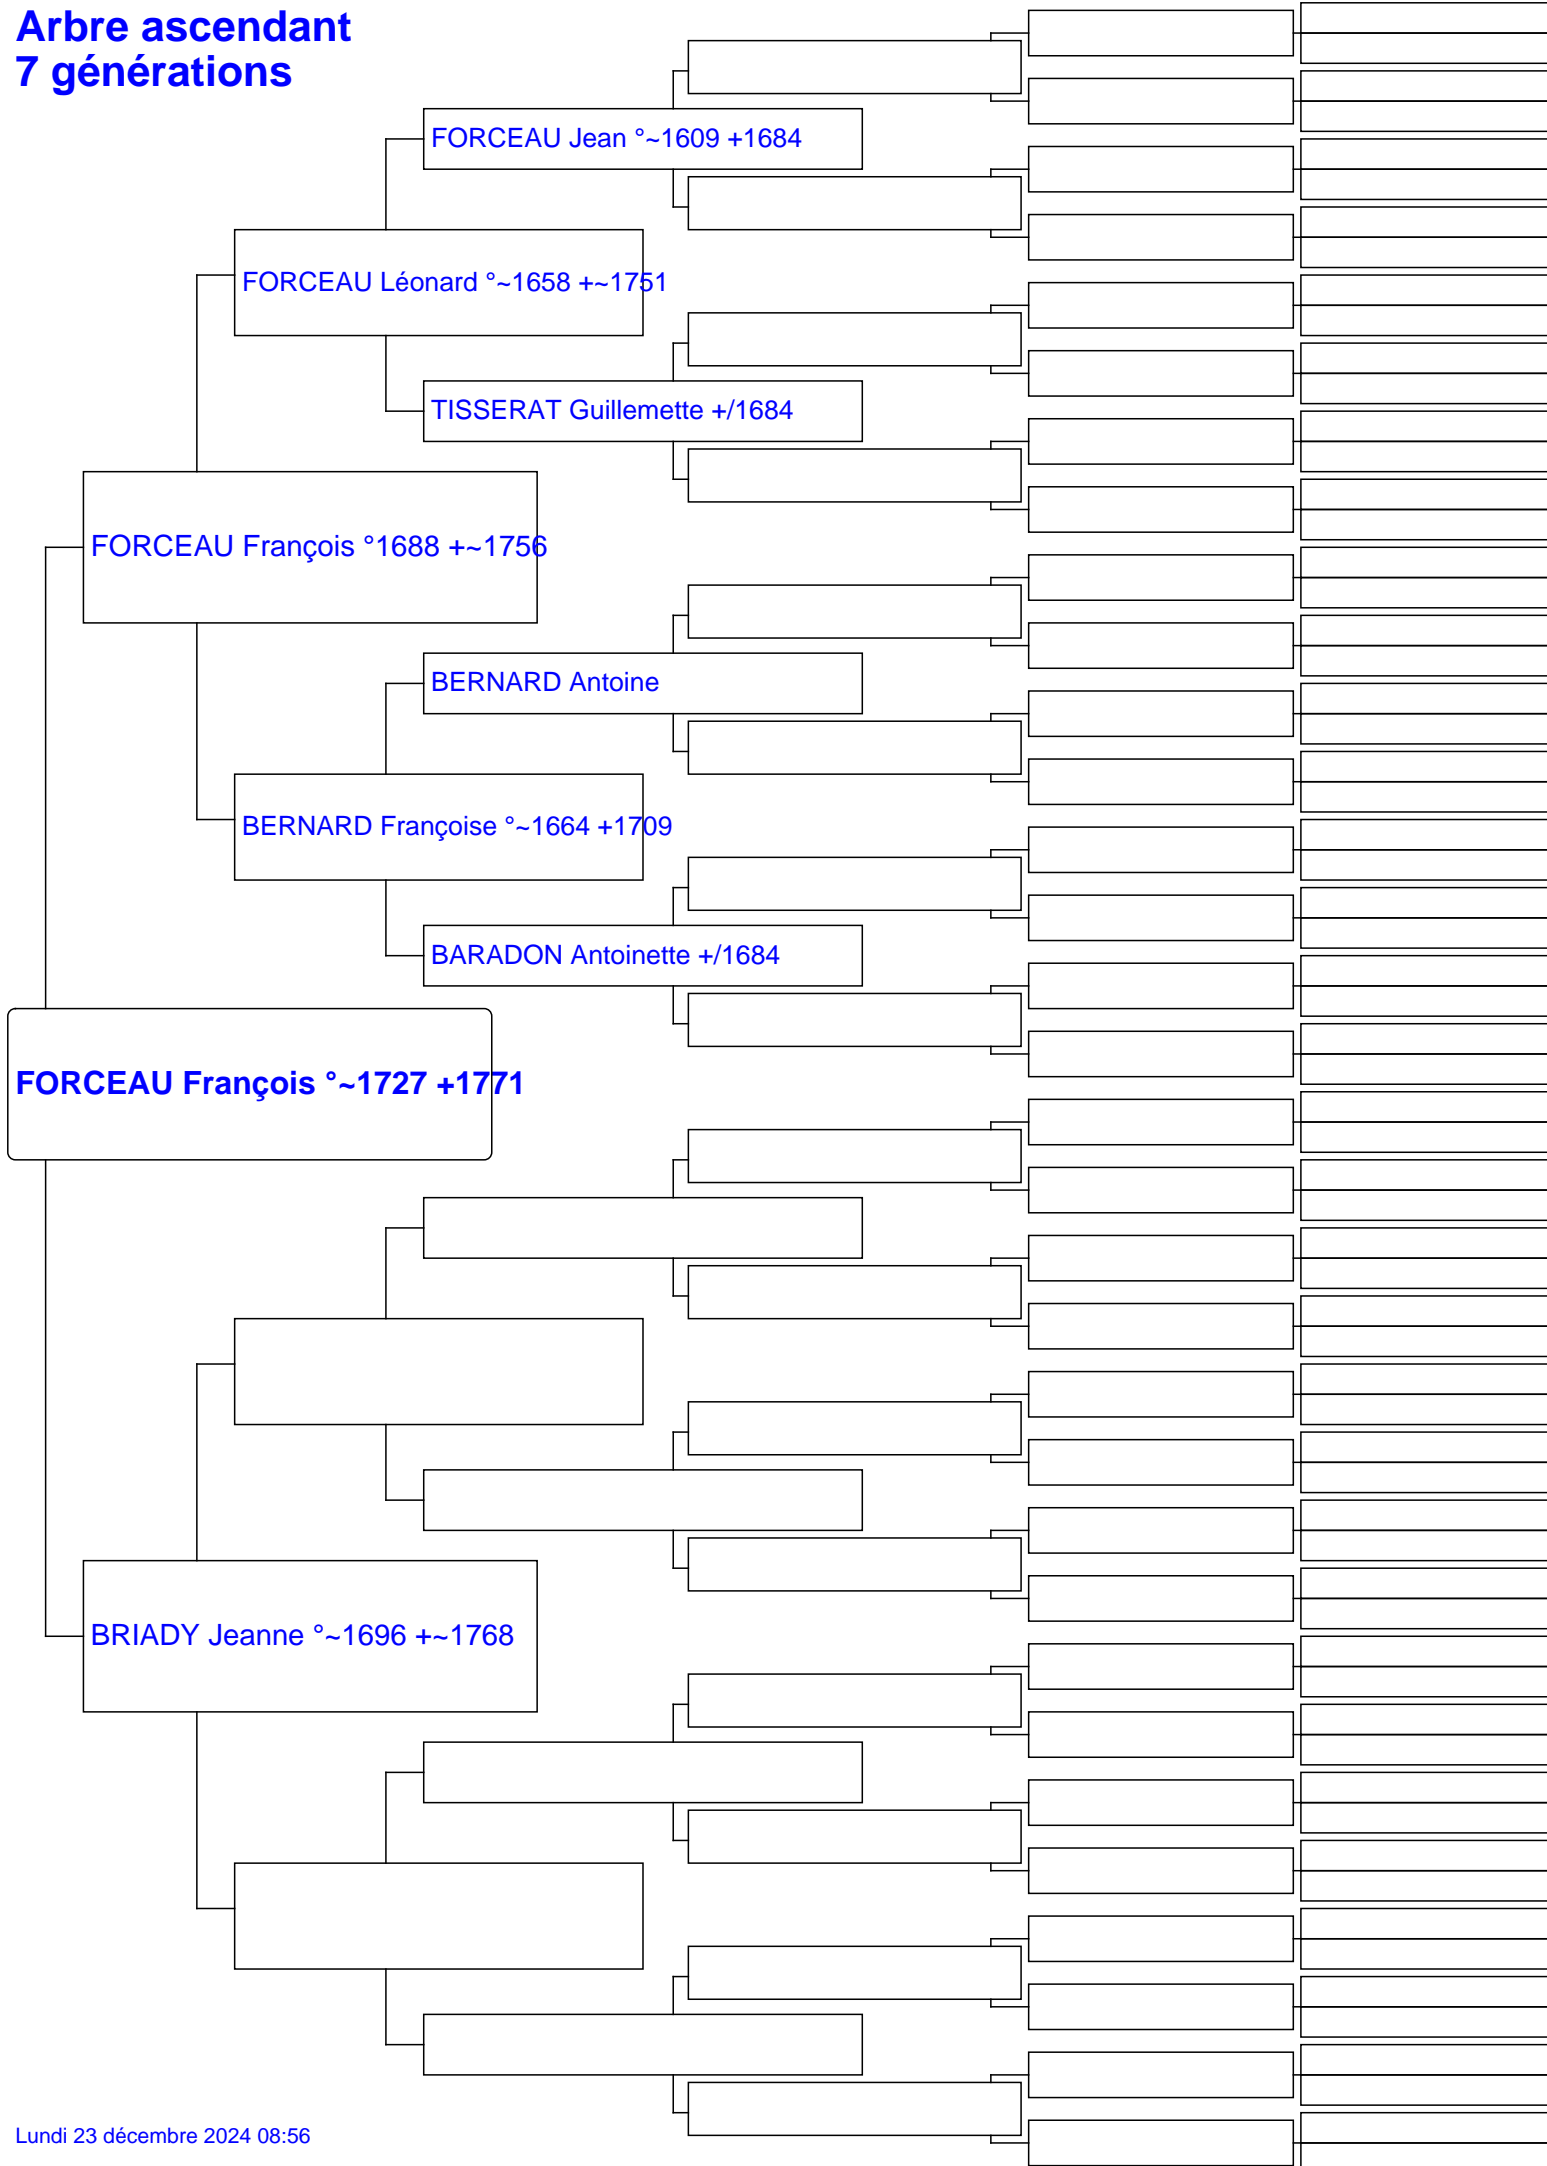 Arbre ascendant
7 générations
FORCEAU Jean °~1609 +1684
FORCEAU Léonard °~1658 +~1751
TISSERAT Guillemette +/1684
FORCEAU François °1688 +~1756
BERNARD Antoine
BERNARD Françoise °~1664 +1709
BARADON Antoinette +/1684
FORCEAU François °~1727 +1771
BRIADY Jeanne °~1696 +~1768
Lundi 23 décembre 2024 08:56